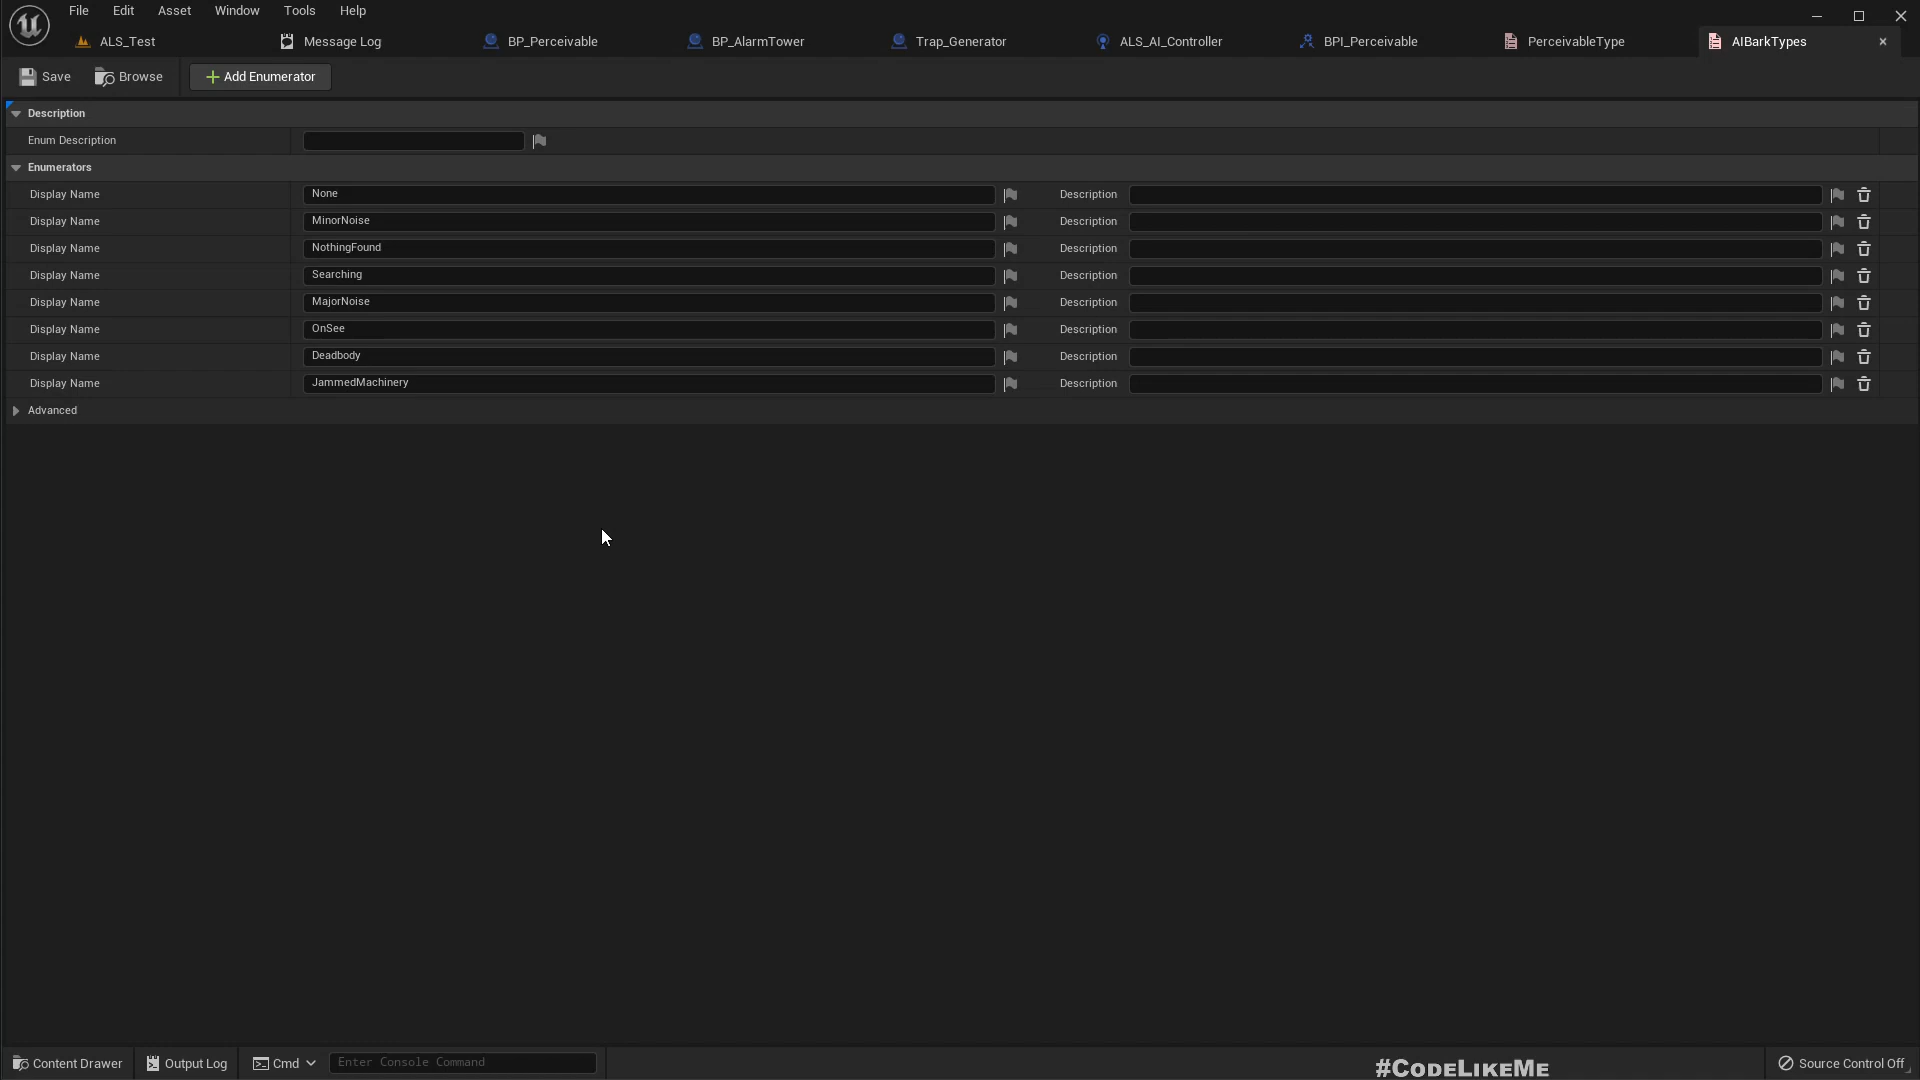 File Edit Asset Window Tools Help
ALS_Test Message Log BP_Perceivable BP_AlarmTower Trap_Generator ALS_AI_Controller BPI_Perceivable PerceivableType AIBarkTypes
Save Browse Add Enumerator
Description
Enum Description
Enumerators
Display Name None Description
Display Name MinorNoise Description
Display Name NothingFound Description
Display Name Searching Description
Display Name MajorNoise Description
Display Name OnSee Description
Display Name Deadbody Description
Display Name JammedMachinery Description
Advanced
Content Drawer Output Log Cmd Enter Console Command #CODELIKEME Source Control Off